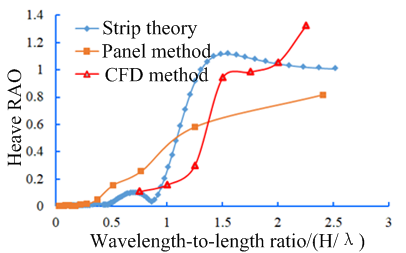 1.4
1.2
1
0.8
0.6
0.4
0.2
0
Heave RAO
Strip theory
Panel method
CFD method
0 0.5 1 1.5 2 2.5 3
Wavelength-to-length ratio/(H/λ)